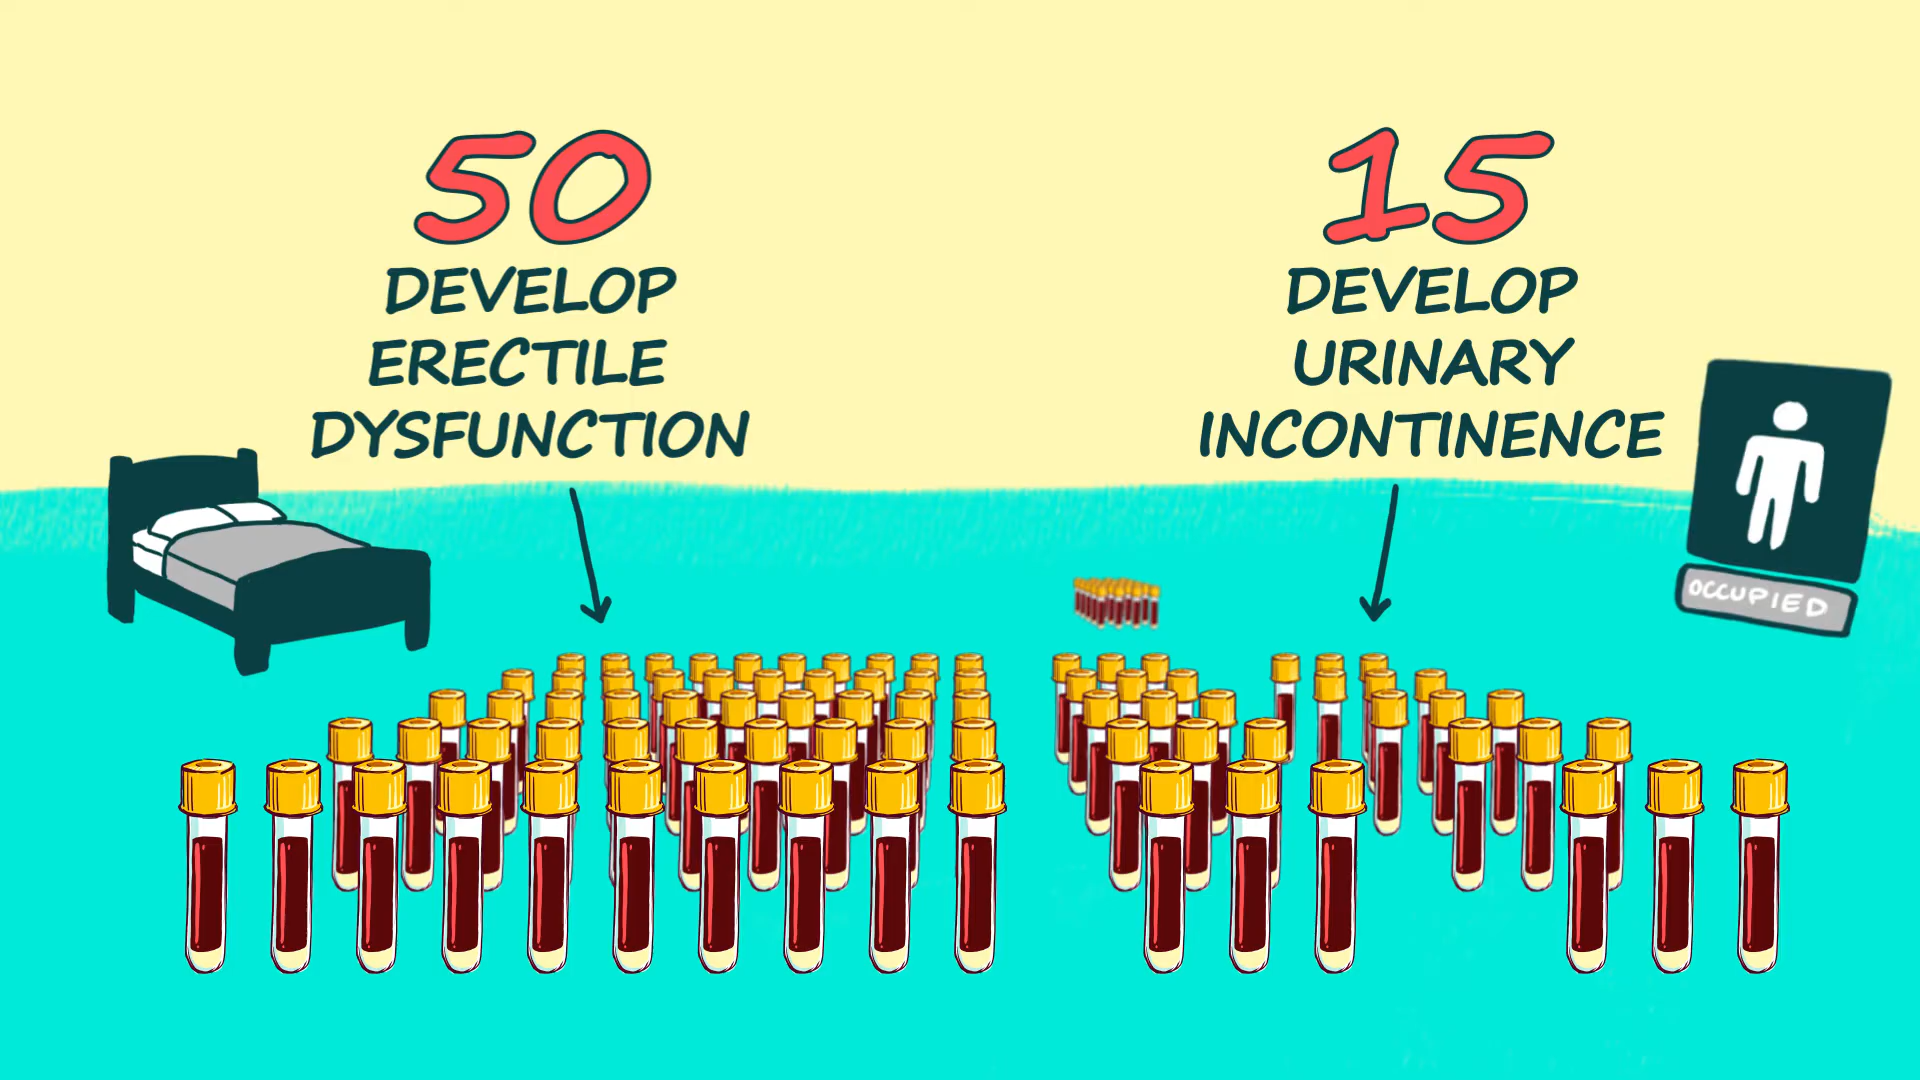 50
DEVELOP
ERECTILE
DYSFUNCTION
15
DEVELOP
URINARY
INCONTINENCE
OCCUPIED